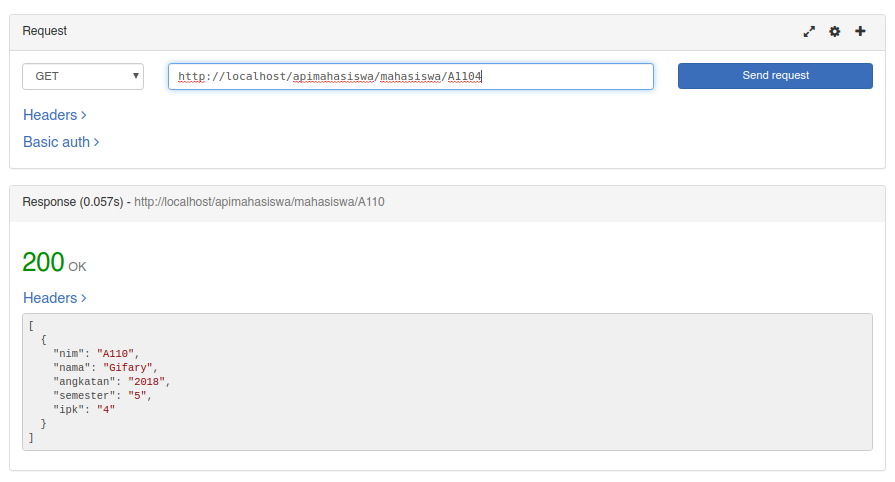 Request
GET
http://localhost/apimahasiswa/mahasiswa/A1104
Send request
Headers >
Basic auth >
Response (0.057s) - http://localhost/apimahasiswa/mahasiswa/A110
200 OK
Headers >
[
  {
    "nim": "A110",
    "nama": "Gifary",
    "angkatan": "2018",
    "semester": "5",
    "ipk": "4"
  }
]